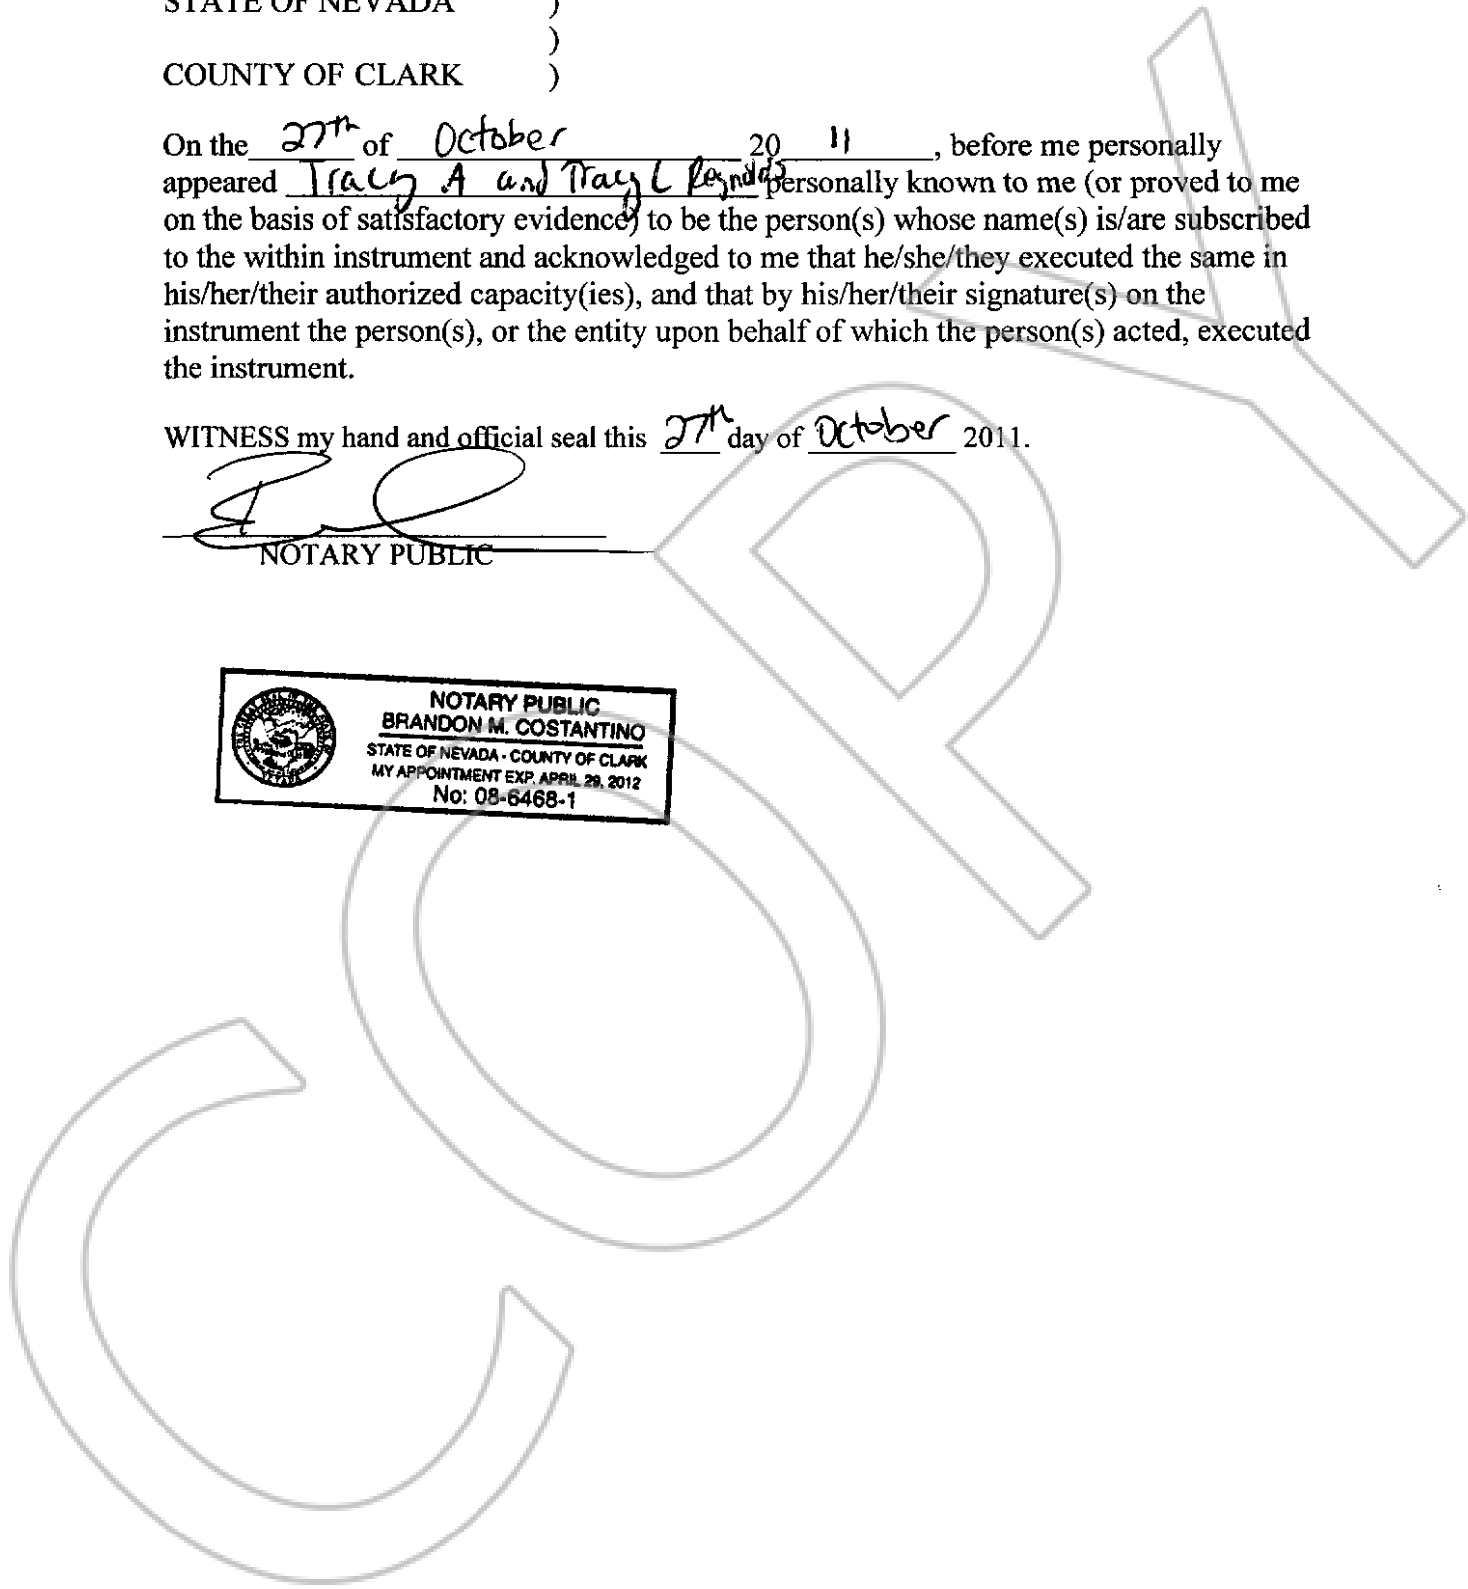 STATE OF NEVADA )
)
COUNTY OF CLARK )
On the 27th of October 20 11 , before me personally
appeared Tracy A and Tracy L Reynolds personally known to me (or proved to me
on the basis of satisfactory evidence) to be the person(s) whose name(s) is/are subscribed
to the within instrument and acknowledged to me that he/she/they executed the same in
his/her/their authorized capacity(ies), and that by his/her/their signature(s) on the
instrument the person(s), or the entity upon behalf of which the person(s) acted, executed
the instrument.
WITNESS my hand and official seal this 27th day of October 2011.
NOTARY PUBLIC
NOTARY PUBLIC
BRANDON M. COSTANTINO
STATE OF NEVADA - COUNTY OF CLARK
MY APPOINTMENT EXP. APRIL 29, 2012
No: 08-6468-1
COPY